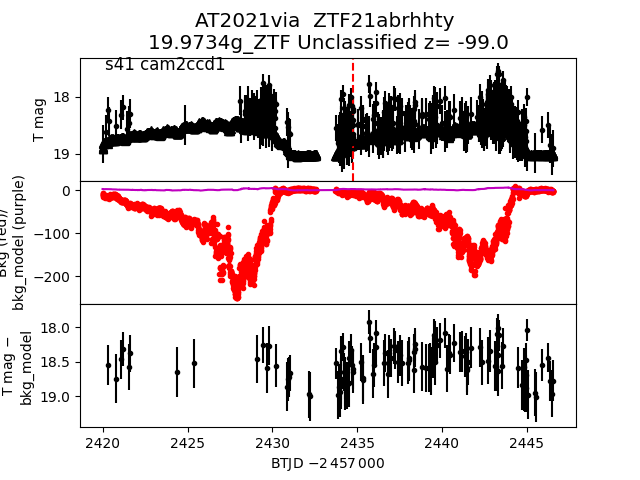 AT2021via  ZTF21abrhhty
19.9734g_ZTF Unclassified z= -99.0
s41 cam2ccd1
18
19
T mag
0
−100
−200
Bkg (red)/
bkg_model (purple)
18.0
18.5
19.0
T mag −
bkg_model
2420 2425 2430 2435 2440 2445
BTJD −2 457 000